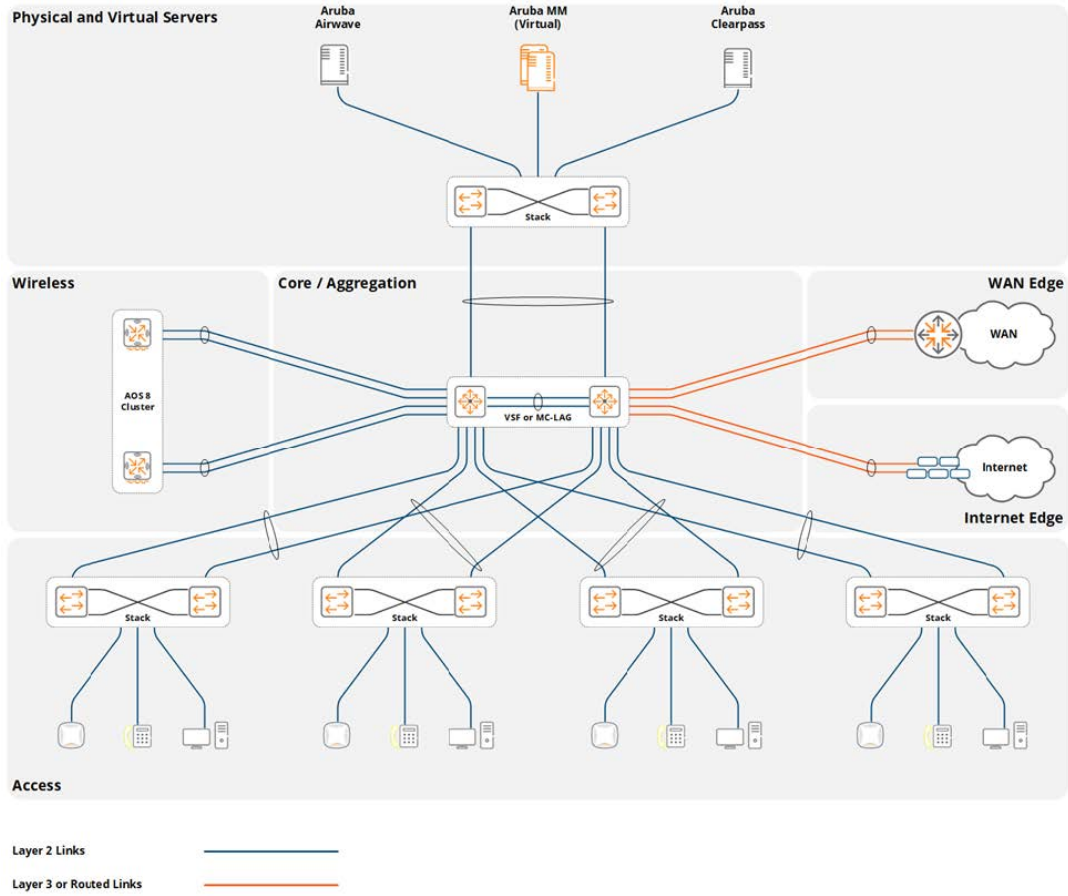 Physical and Virtual Servers
Aruba
Airwave
Aruba MM
(Virtual)
Aruba
Clearpass
Stack
Wireless
Core / Aggregation
WAN Edge
AOS 8
Cluster
VSF or MC-LAG
WAN
Internet
Internet Edge
Stack
Stack
Stack
Stack
Access
Layer 2 Links
Layer 3 or Routed Links